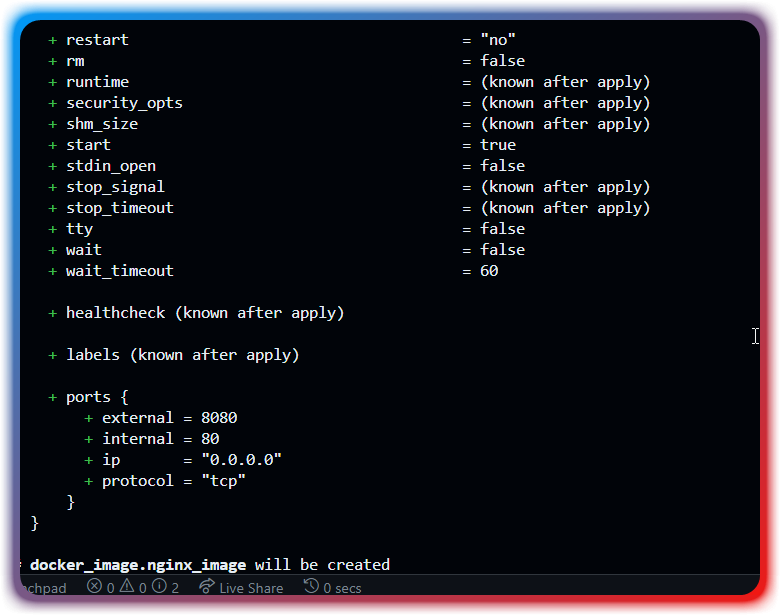 + restart = "no"
+ rm = false
+ runtime = (known after apply)
+ security_opts = (known after apply)
+ shm_size = (known after apply)
+ start = true
+ stdin_open = false
+ stop_signal = (known after apply)
+ stop_timeout = (known after apply)
+ tty = false
+ wait = false
+ wait_timeout = 60
+ healthcheck (known after apply)
+ labels (known after apply)
+ ports {
+ external = 8080
+ internal = 80
+ ip = "0.0.0.0"
+ protocol = "tcp"
}
}
docker_image.nginx_image will be created
chpad 0 0 2 Live Share 0 secs